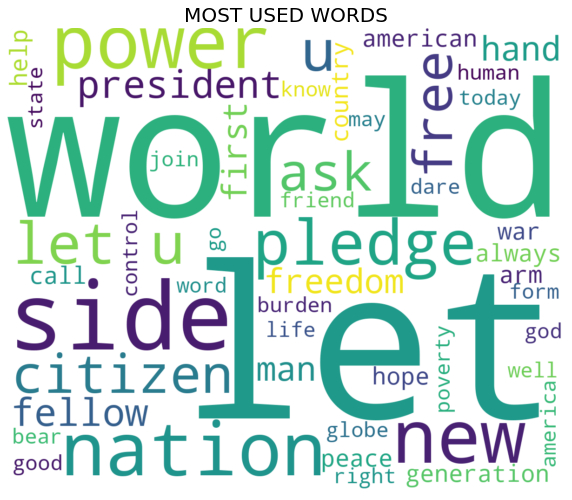 MOST USED WORDS
help
power
u
american
hand
state
president
know
country
human
world
first
free
today
join
may
ask
dare
friend
let u
control
go
pledge
war
always
call
word
freedom
arm
form
side
burden
god
life
citizen
man
hope
poverty
well
let
fellow
america
bear
nation
globe
new
good
peace
right
generation